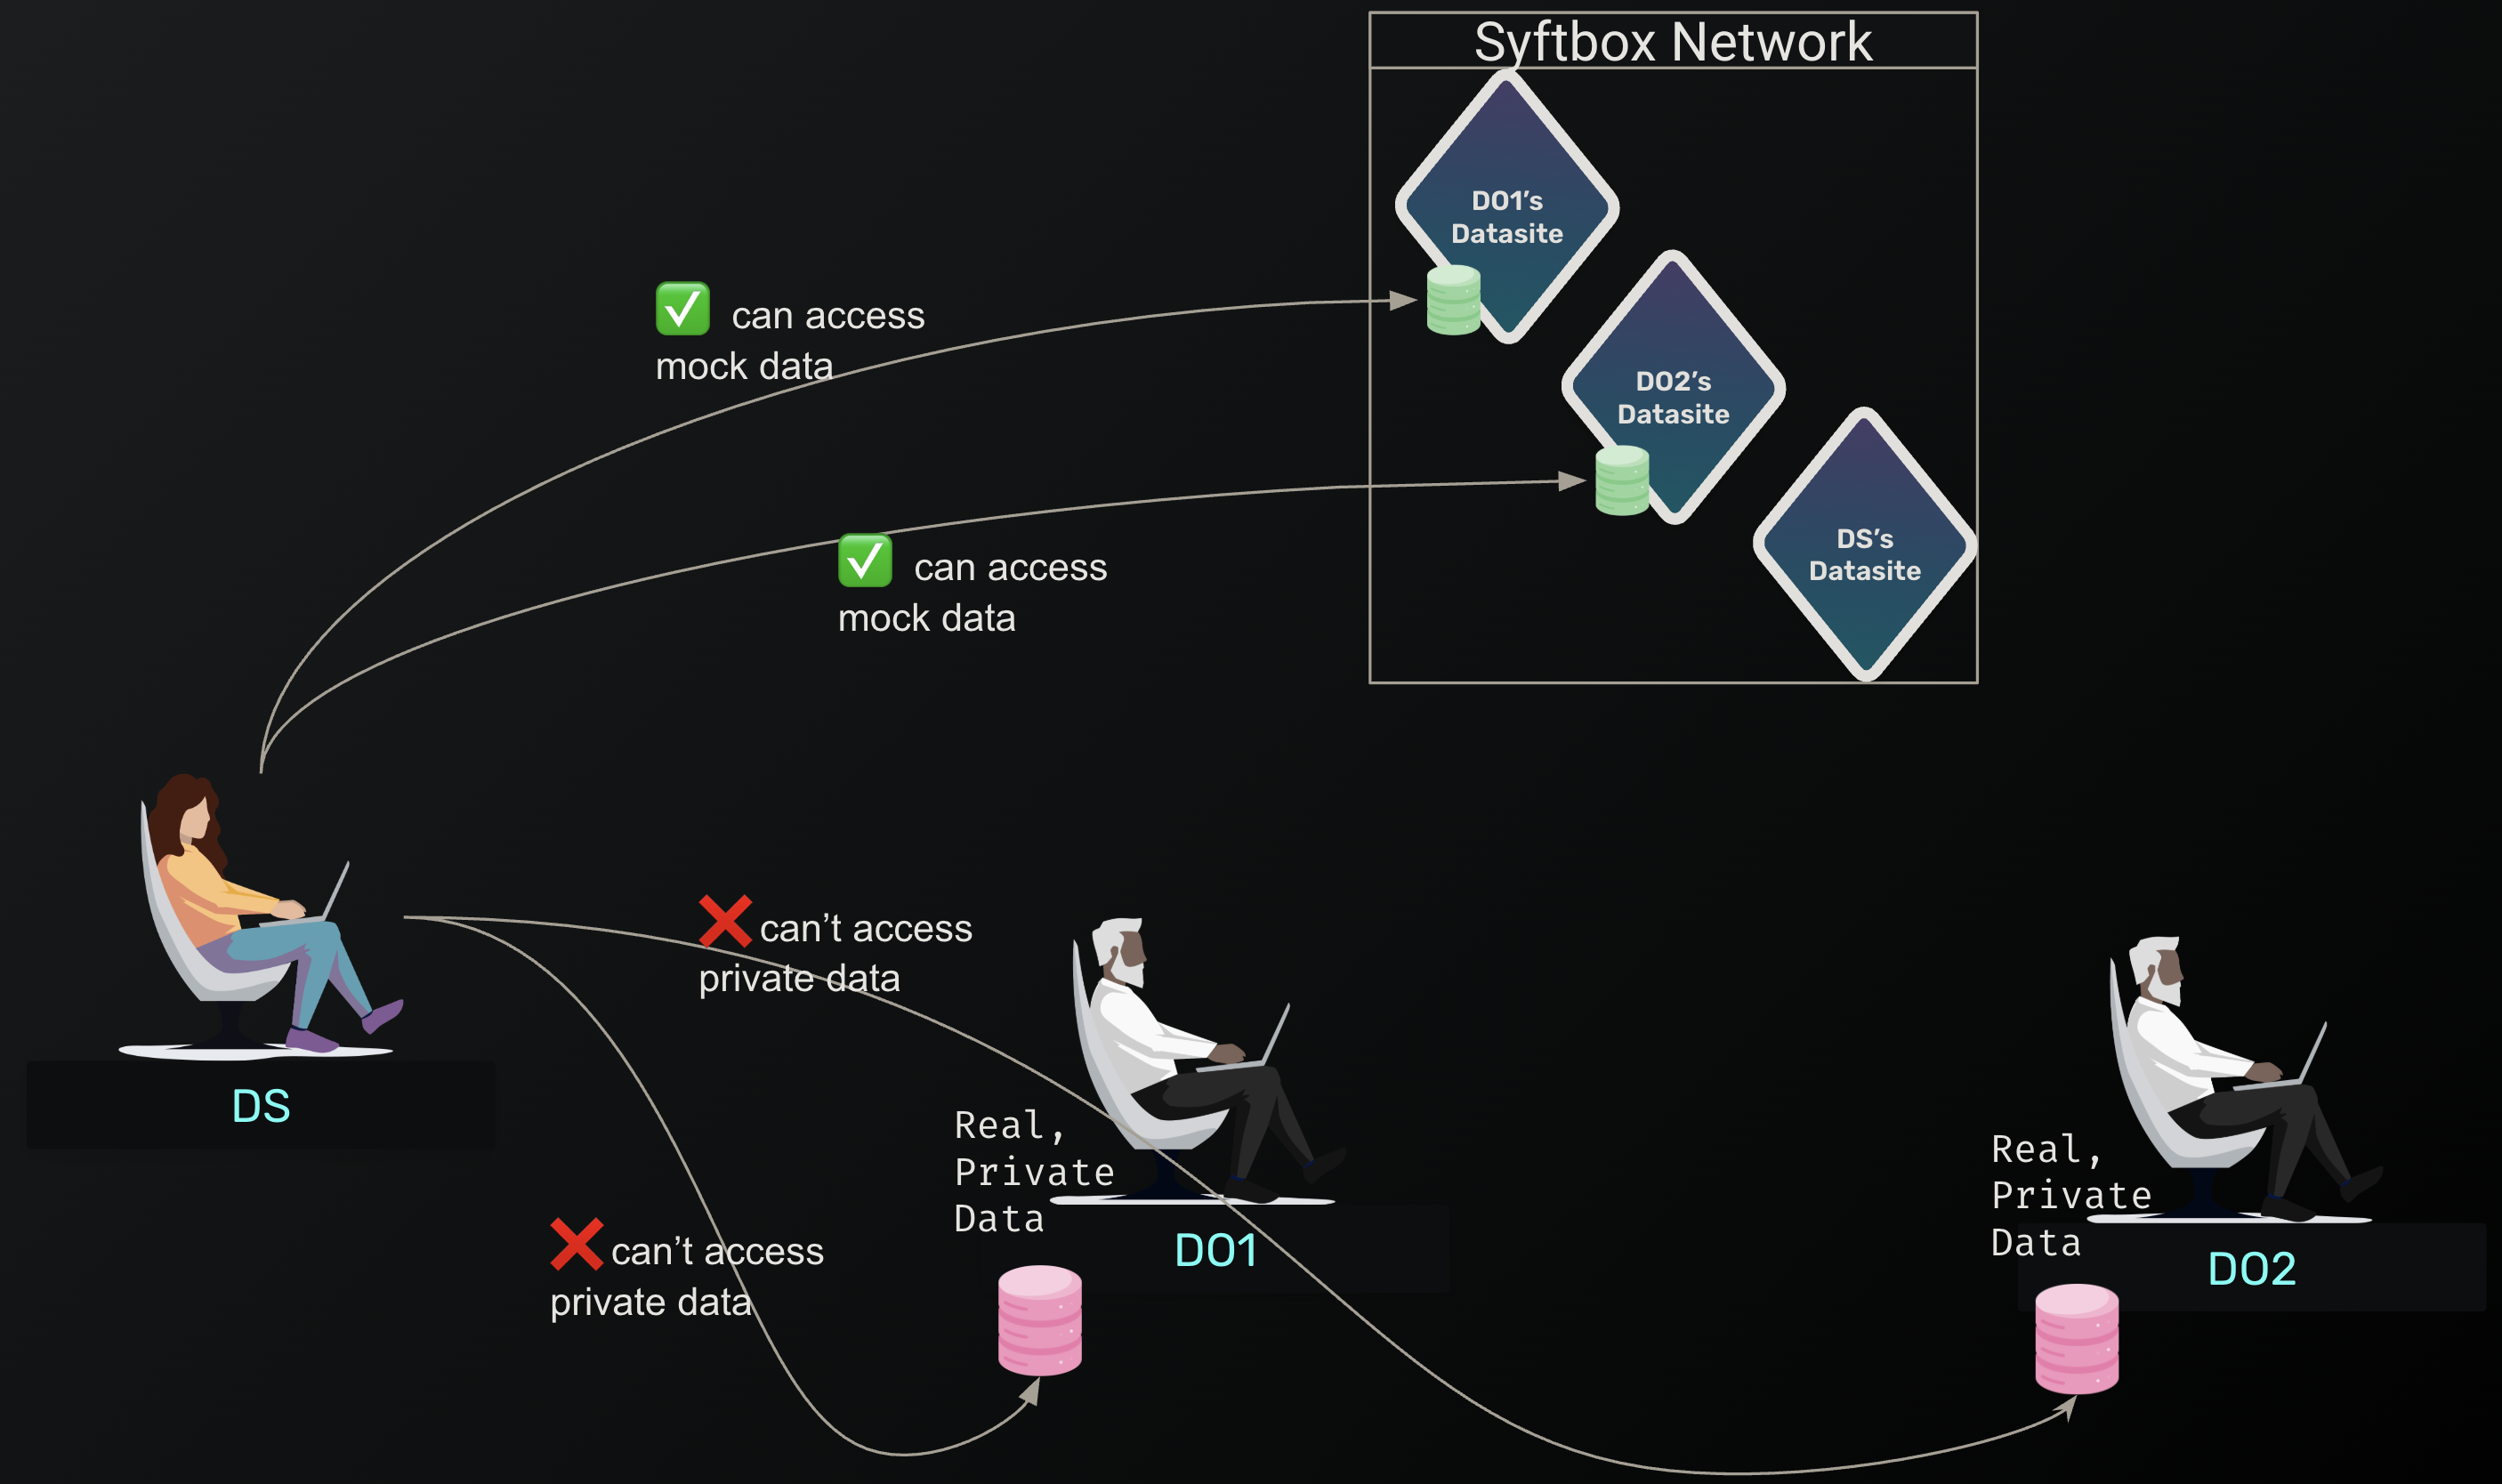 Syftbox Network
DO1’s
Datasite
✅ can access
mock data
DO2’s
Datasite
DS’s
Datasite
✅ can access
mock data
❌ can’t access
private data
DS
Real,
Private
Data
DO1
Real,
Private
Data
DO2
❌ can’t access
private data